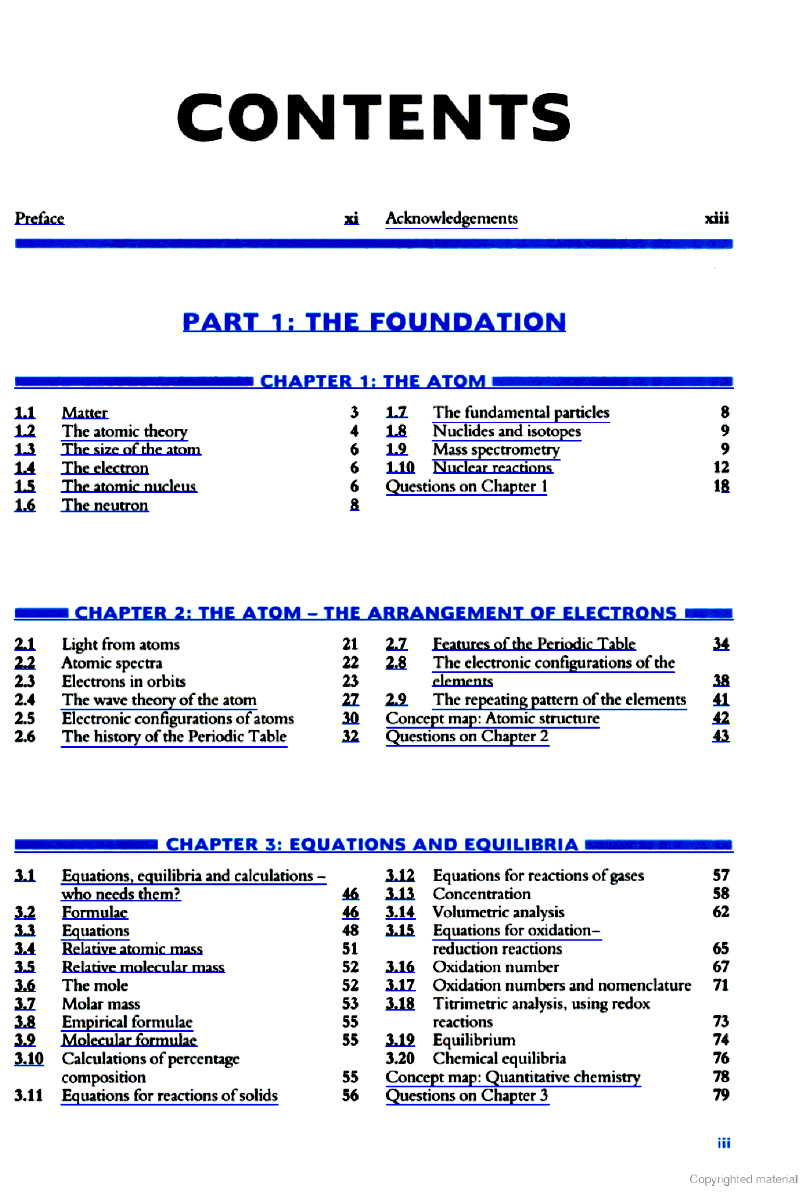 CONTENTS
Preface xi
Acknowledgements xiii
PART 1: THE FOUNDATION
CHAPTER 1: THE ATOM
1.1 Matter 3
1.2 The atomic theory 4
1.3 The size of the atom 6
1.4 The electron 6
1.5 The atomic nucleus 6
1.6 The neutron 8
1.7 The fundamental particles 8
1.8 Nuclides and isotopes 9
1.9 Mass spectrometry 9
1.10 Nuclear reactions 12
Questions on Chapter 1 18
CHAPTER 2: THE ATOM – THE ARRANGEMENT OF ELECTRONS
2.1 Light from atoms 21
2.2 Atomic spectra 22
2.3 Electrons in orbits 23
2.4 The wave theory of the atom 27
2.5 Electronic configurations of atoms 30
2.6 The history of the Periodic Table 32
2.7 Features of the Periodic Table 34
2.8 The electronic configurations of the
elements 38
2.9 The repeating pattern of the elements 41
Concept map: Atomic structure 42
Questions on Chapter 2 43
CHAPTER 3: EQUATIONS AND EQUILIBRIA
3.1 Equations, equilibria and calculations –
who needs them? 46
3.2 Formulae 46
3.3 Equations 48
3.4 Relative atomic mass 51
3.5 Relative molecular mass 52
3.6 The mole 52
3.7 Molar mass 53
3.8 Empirical formulae 55
3.9 Molecular formulae 55
3.10 Calculations of percentage
composition 55
3.11 Equations for reactions of solids 56
3.12 Equations for reactions of gases 57
3.13 Concentration 58
3.14 Volumetric analysis 62
3.15 Equations for oxidation–
reduction reactions 65
3.16 Oxidation number 67
3.17 Oxidation numbers and nomenclature 71
3.18 Titrimetric analysis, using redox
reactions 73
3.19 Equilibrium 74
3.20 Chemical equilibria 76
Concept map: Quantitative chemistry 78
Questions on Chapter 3 79
iii
Copyrighted material